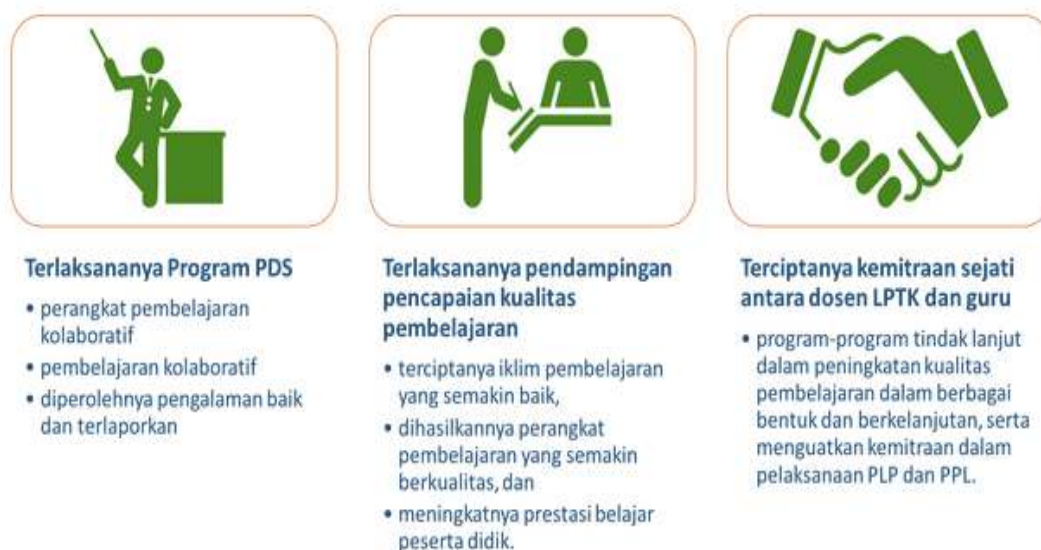 Terlaksananya Program PDS
• perangkat pembelajaran
kolaboratif
• pembelajaran kolaboratif
• diperolehnya pengalaman baik
dan terlaporkan
Terlaksananya pendampingan
pencapaian kualitas
pembelajaran
• terciptanya iklim pembelajaran
yang semakin baik,
• dihasilkannya perangkat
pembelajaran yang semakin
berkualitas, dan
• meningkatnya prestasi belajar
peserta didik.
Terciptanya kemitraan sejati
antara dosen LPTK dan guru
• program-program tindak lanjut
dalam peningkatan kualitas
pembelajaran dalam berbagai
bentuk dan berkelanjutan, serta
menguatkan kemitraan dalam
pelaksanaan PLP dan PPL.